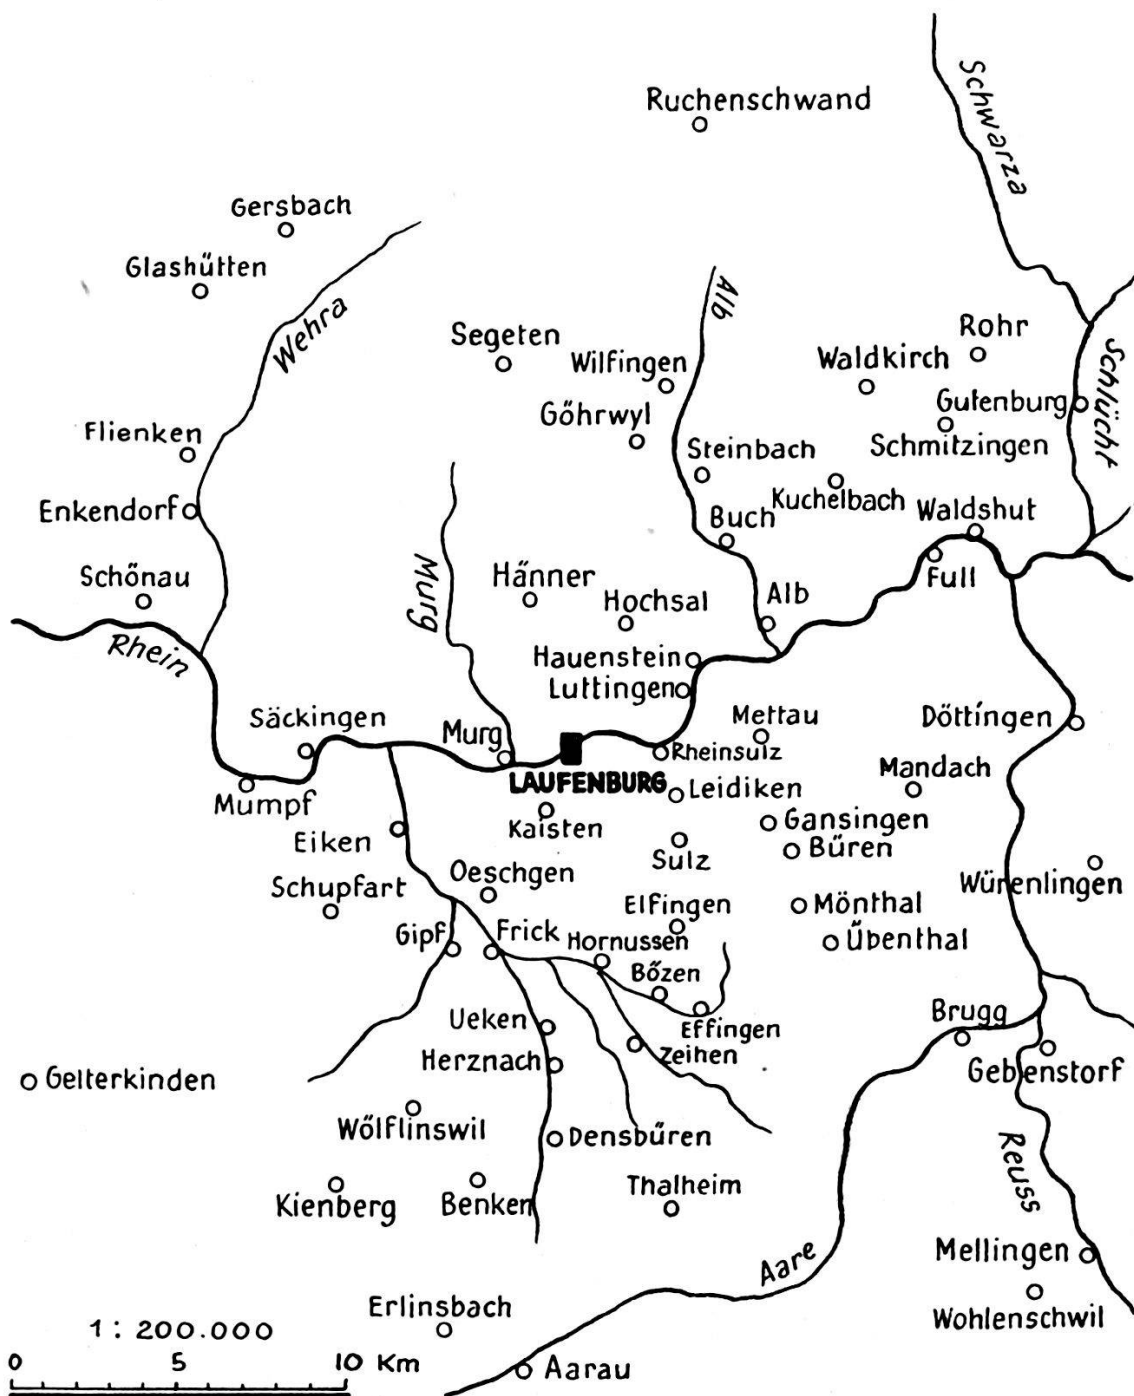 Ruchenschwand
Schwarza
Gersbach
Glashütten
Wehra
Alb
Segeten
Wilfingen
Waldkirch
Rohr
Schlücht
Göhrwyl
Gutenburg
Flienken
Steinbach
Schmitzingen
Enkendorf
Kuchelbach
Buch
Waldshut
Schönau
Murg
Hänner
Hochsal
Alb
Full
Rhein
Hauenstein
Luttingen
Säckingen
Murg
Mettau
Döttingen
Rheinsulz
LAUFENBURG
Mumpf
Leidiken
Mandach
Eiken
Kaisten
Gansingen
Sulz
Büren
Schupfart
Oeschgen
Würenlingen
Elfingen
Mönthal
Gipf
Frick
Hornussen
Übenthal
Bözen
Ueken
Effingen
Brugg
Herznach
Zeihen
Gebenstorf
Gelterkinden
Wölflinswil
Densbüren
Reuss
Kienberg
Benken
Thalheim
Aare
Mellingen
Erlinsbach
Wohlenschwil
1 : 200.000
0 5 10 Km
Aarau